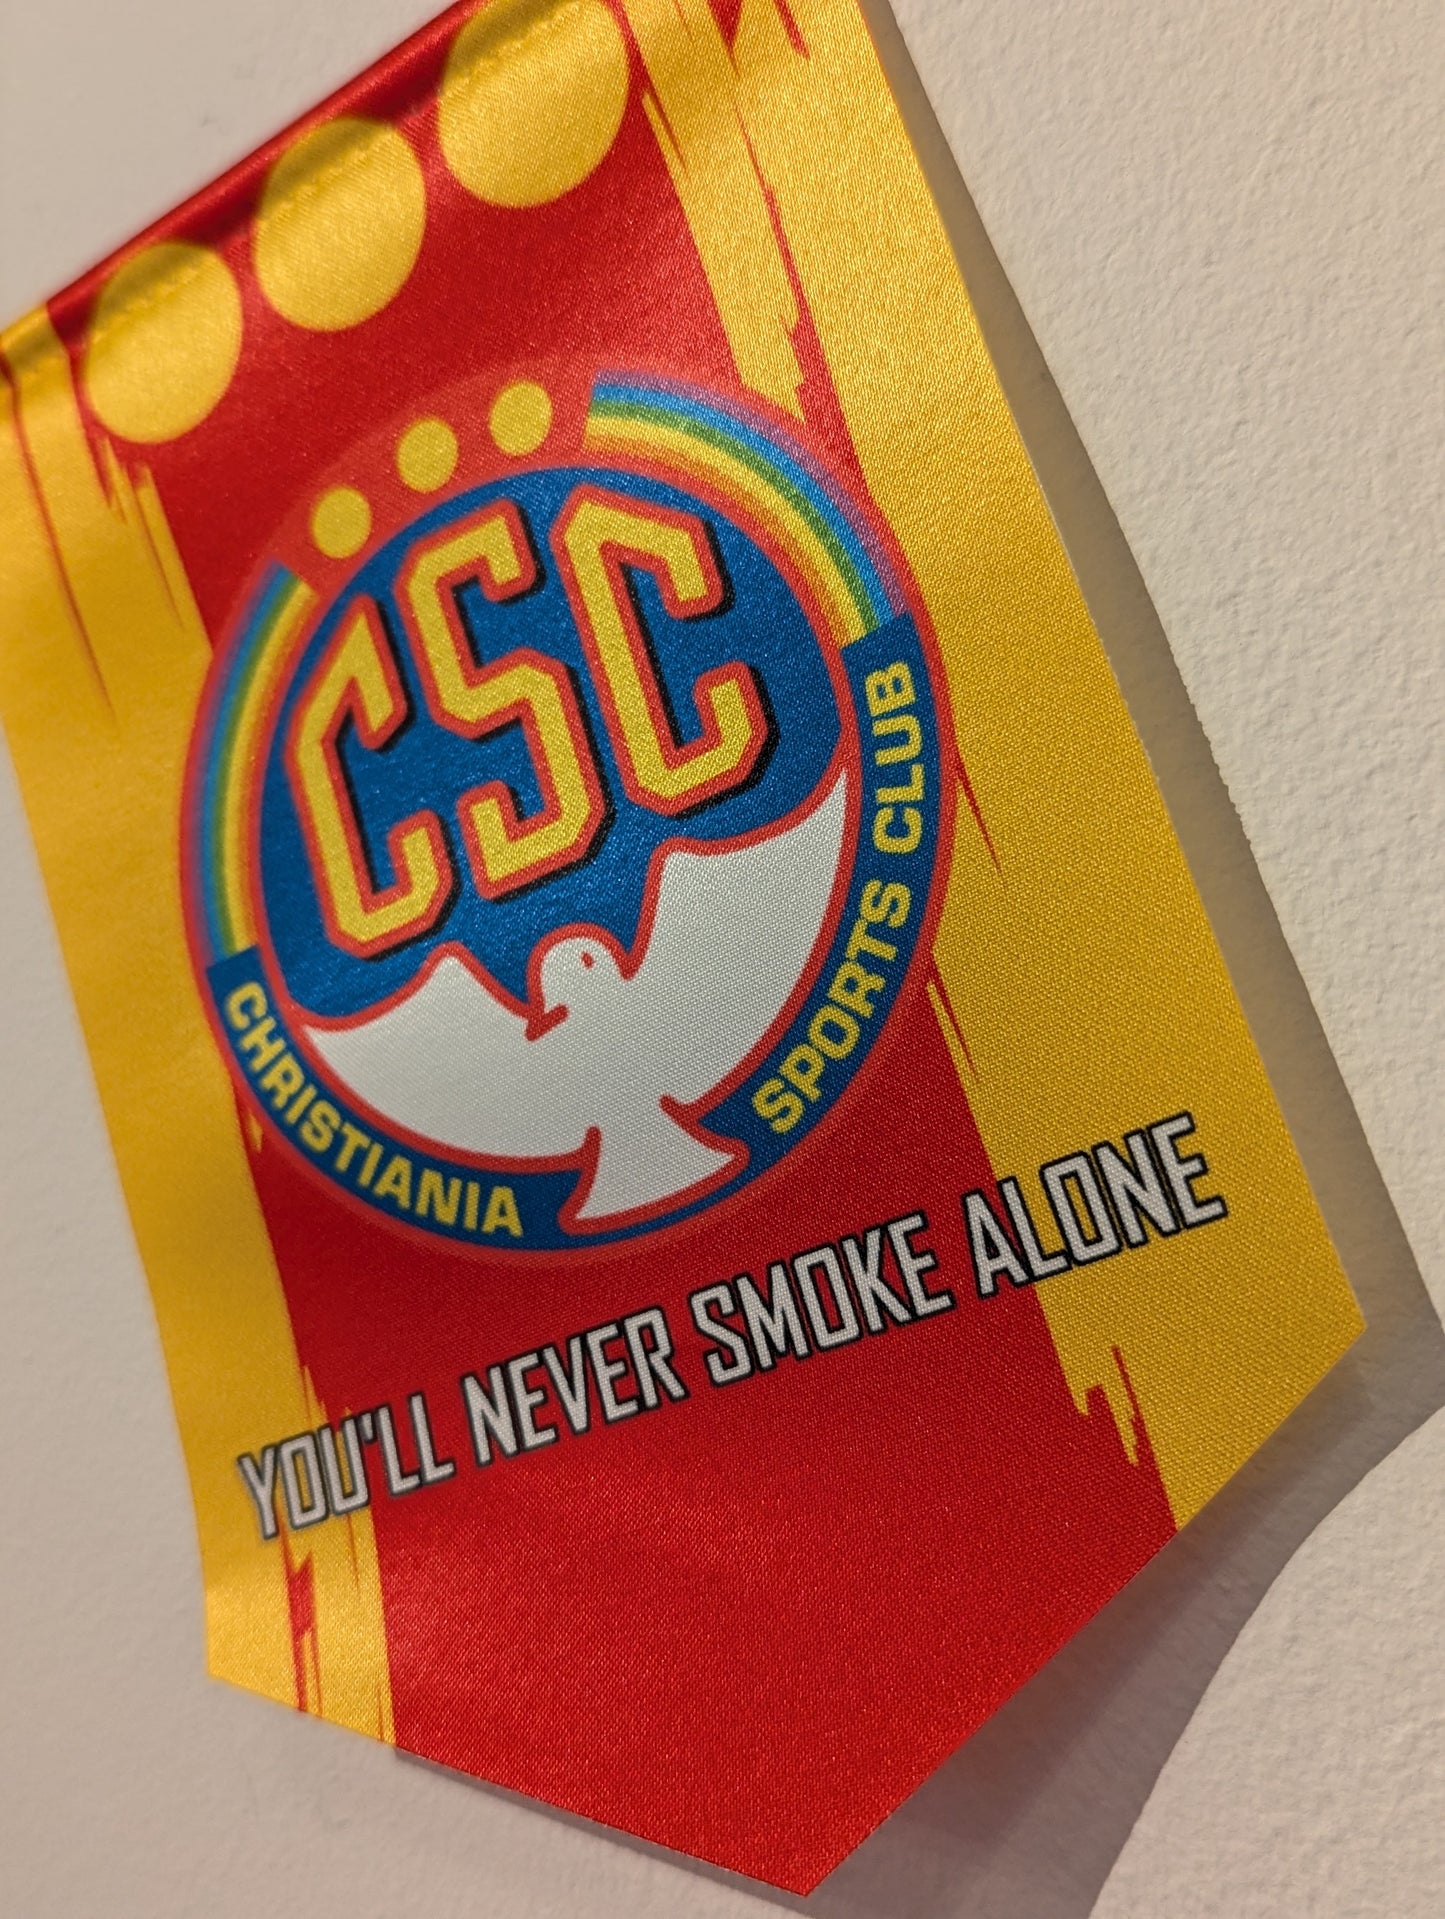 CSC
CHRISTIANIA SPORTS CLUB
YOU'LL NEVER SMOKE ALONE